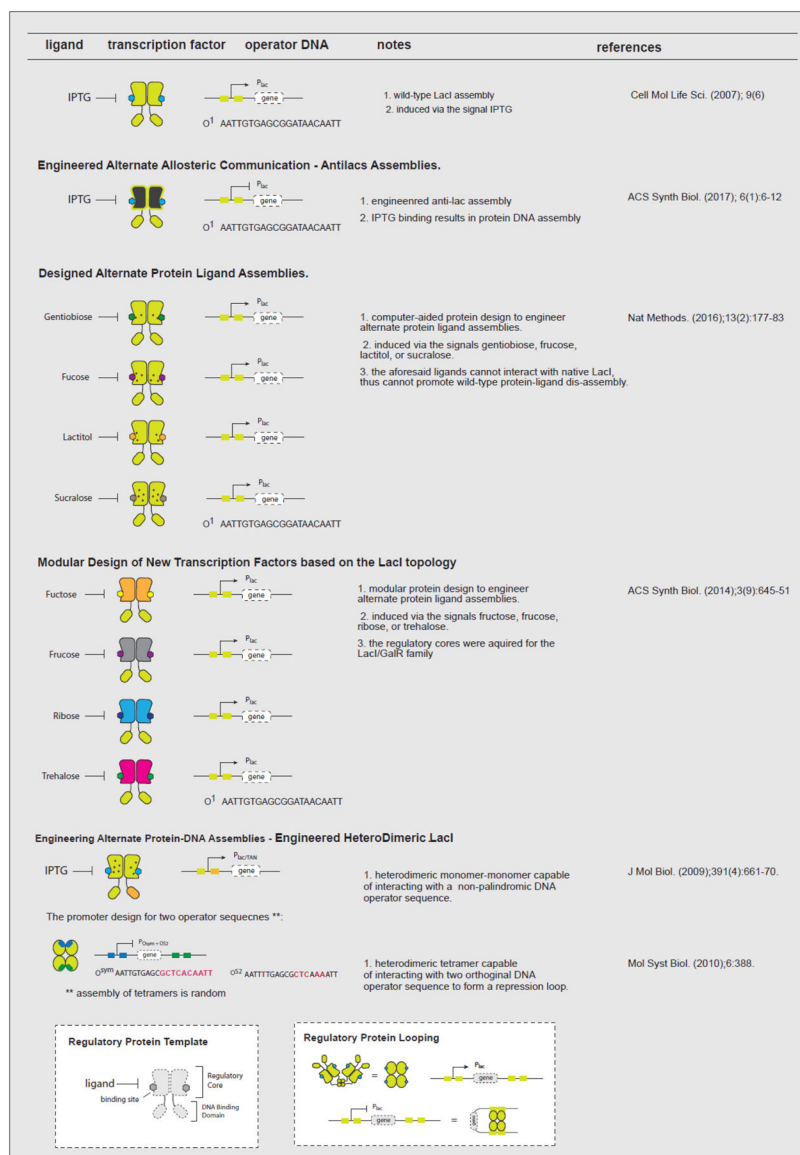 ligand transcription factor operator DNA notes references
IPTG
Plac
gene
O1 AATTGTGAGCGGATAACAATT
1. wild-type LacI assembly
2. induced via the signal IPTG
Cell Mol Life Sci. (2007); 9(6)
Engineered Alternate Allosteric Communication - Antilacs Assemblies.
IPTG
Plac
gene
O1 AATTGTGAGCGGATAACAATT
1. engineenred anti-lac assembly
2. IPTG binding results in protein DNA assembly
ACS Synth Biol. (2017); 6(1):6-12
Designed Alternate Protein Ligand Assemblies.
Gentiobiose
Plac
gene
1. computer-aided protein design to engineer
alternate protein ligand assemblies.
2. induced via the signals gentiobiose, frucose,
lactitol, or sucralose.
3. the aforesaid ligands cannot interact with native LacI,
thus cannot promote wild-type protein-ligand dis-assembly.
Nat Methods. (2016);13(2):177-83
Fucose
Plac
gene
Lactitol
Plac
gene
Sucralose
Plac
gene
O1 AATTGTGAGCGGATAACAATT
Modular Design of New Transcription Factors based on the LacI topology
Fuctose
Plac
gene
1. modular protein design to engineer
alternate protein ligand assemblies.
2. induced via the signals fructose, frucose,
ribose, or trehalose.
3. the regulatory cores were aquired for the
LacI/GalR family
ACS Synth Biol. (2014);3(9):645-51
Frucose
Plac
gene
Ribose
Plac
gene
Trehalose
Plac
gene
O1 AATTGTGAGCGGATAACAATT
Engineering Alternate Protein-DNA Assemblies - Engineered HeteroDimeric LacI
IPTG
Plac/TAN
gene
1. heterodimeric monomer-monomer capable
of interacting with a non-palindromic DNA
operator sequence.
J Mol Biol. (2009);391(4):661-70.
The promoter design for two operator sequecnes **:
POsym + OS2
gene
Osym AATTGTGAGCGCTCACAATT OS2 AATTTTGAGCGCTCAAAATT
** assembly of tetramers is random
1. heterodimeric tetramer capable
of interacting with two orthoginal DNA
operator sequence to form a repression loop.
Mol Syst Biol. (2010);6:388.
Regulatory Protein Template
ligand
binding site
Regulatory
Core
DNA Binding
Domain
Regulatory Protein Looping
=
Plac
gene
Plac
gene
=
gene